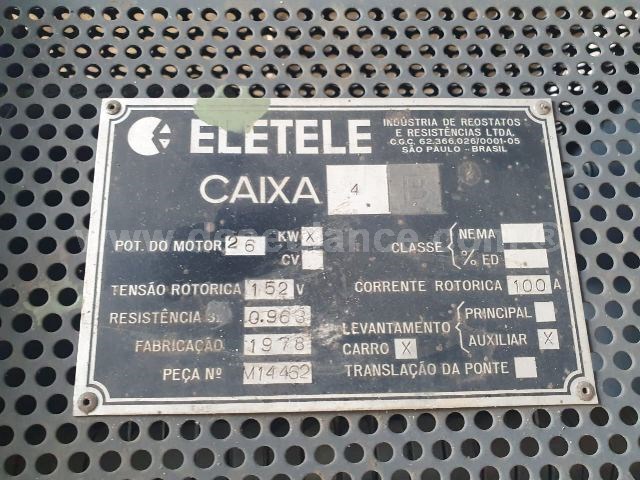 ELETELE
INDÚSTRIA DE REOSTATOS
E RESISTÊNCIAS LTDA.
C.G.C. 62.366.026/0001-05
SÃO PAULO - BRASIL
CAIXA 4
POT. DO MOTOR 26 KW X
CV
CLASSE NEMA
% ED
TENSÃO ROTORICA 152 V
CORRENTE ROTORICA 100 A
RESISTÊNCIA 0.963
FABRICAÇÃO 1978
PEÇA Nº M14462
LEVANTAMENTO PRINCIPAL
AUXILIAR X
CARRO X
TRANSLAÇÃO DA PONTE